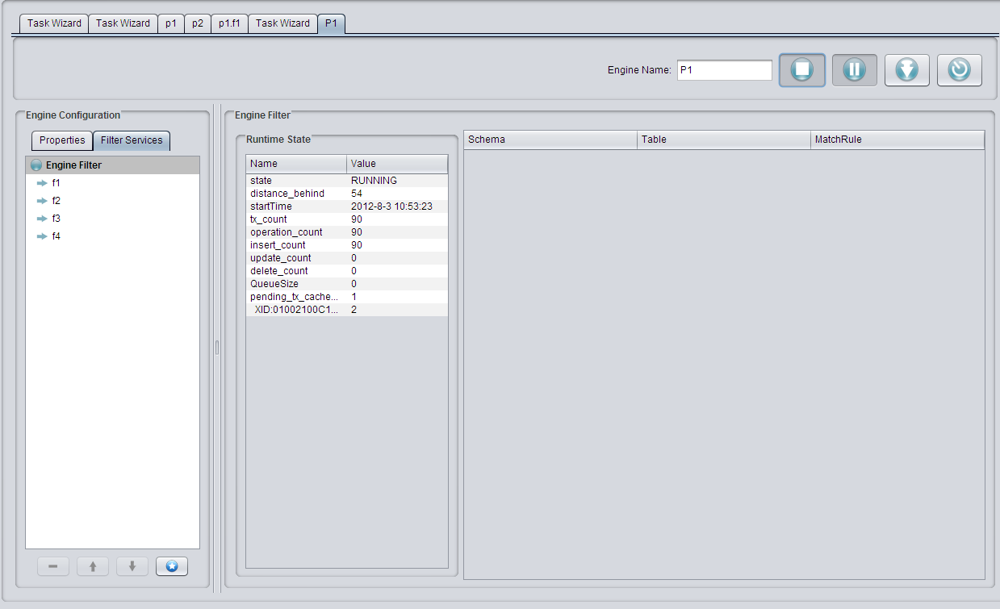 Task Wizard Task Wizard p1 p2 p1.f1 Task Wizard P1
Engine Name: P1
Engine Configuration
Properties Filter Services
Engine Filter
f1
f2
f3
f4
Engine Filter
Runtime State
Name Value
state RUNNING
distance_behind 54
startTime 2012-8-3 10:53:23
tx_count 90
operation_count 90
insert_count 90
update_count 0
delete_count 0
QueueSize 0
pending_tx_cache... 1
XID:01002100C1... 2
Schema Table MatchRule